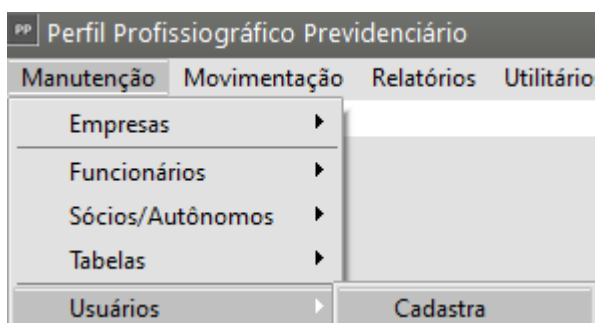 PP Perfil Profissiográfico Previdenciário
Manutenção Movimentação Relatórios Utilitário
Empresas
Funcionários
Sócios/Autônomos
Tabelas
Usuários Cadastra